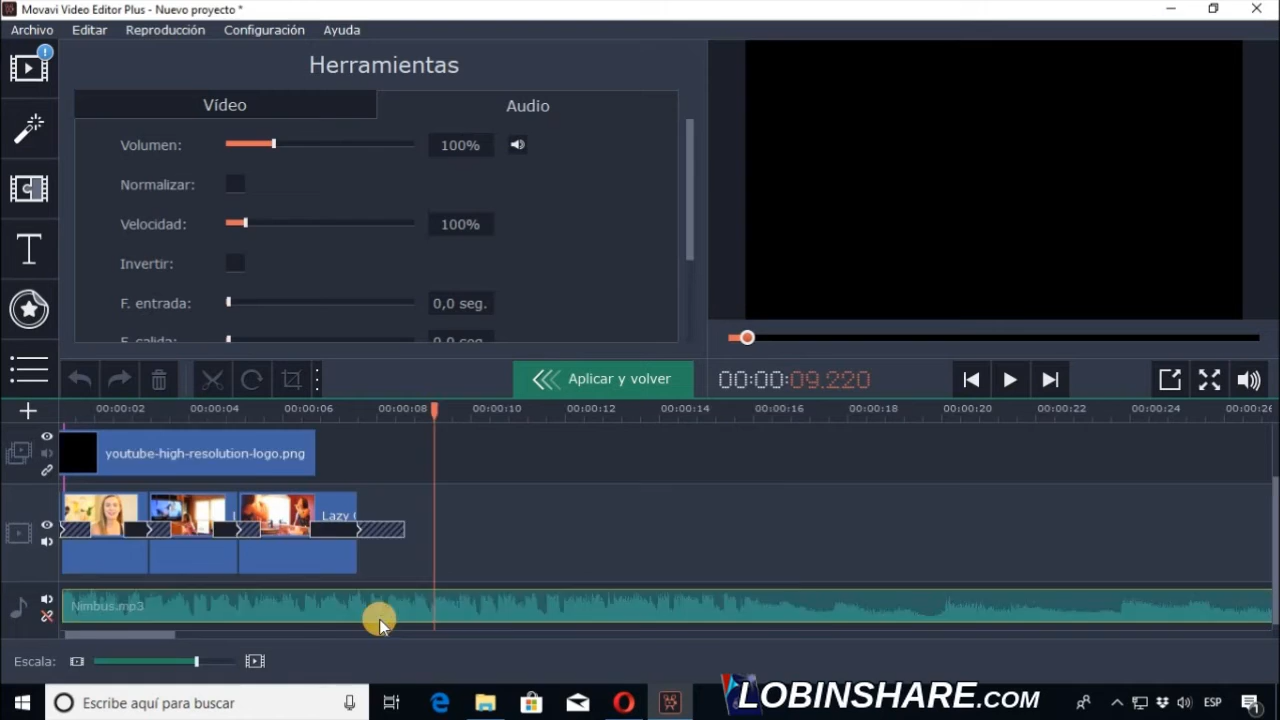 Movavi Video Editor Plus - Nuevo proyecto *
Archivo Editar Reproducción Configuración Ayuda
Herramientas
Vídeo Audio
Volumen: 100%
Normalizar:
Velocidad: 100%
Invertir:
F. entrada: 0,0 seg.
F. salida: 0,0 seg.
Aplicar y volver
00:00:09.220
00:00:02 00:00:04 00:00:06 00:00:08 00:00:10 00:00:12 00:00:14 00:00:16 00:00:18 00:00:20 00:00:22 00:00:24 00:00:26
youtube-high-resolution-logo.png
Lazy
Nimbus.mp3
Escala:
Escribe aquí para buscar
LOBINSHARE.COM
ESP
1